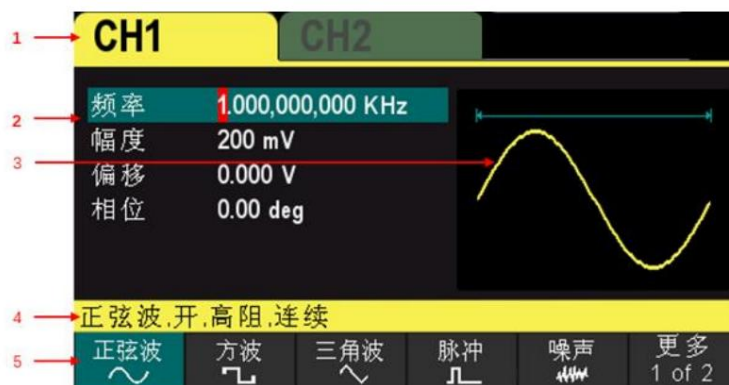 1 CH1 CH2
频率 1.000,000,000 KHz
2
幅度 200 mV
3
偏移 0.000 V
相位 0.00 deg
4 正弦波,开,高阻,连续
5 正弦波 方波 三角波 脉冲 噪声 更多
1 of 2